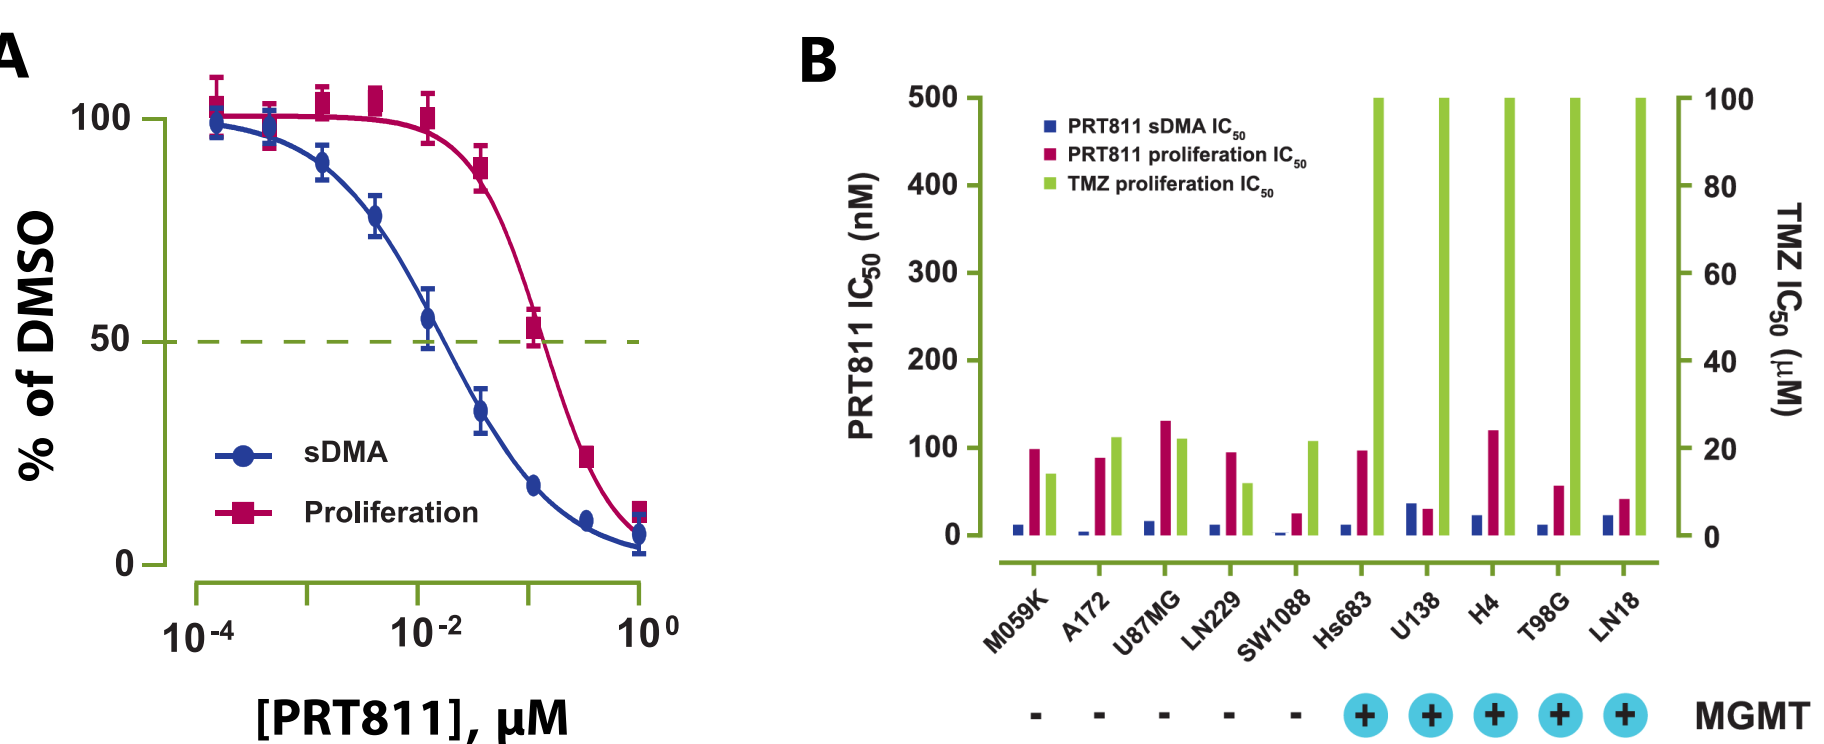 A
100
50
0
% of DMSO
sDMA
Proliferation
10-4
10-2
100
[PRT811], μM
B
500
400
300
200
100
0
PRT811 IC50 (nM)
PRT811 sDMA IC50
PRT811 proliferation IC50
TMZ proliferation IC50
100
80
60
40
20
0
TMZ IC50 (μM)
M059K
A172
U87MG
LN229
SW1088
Hs683
U138
H4
T98G
LN18
- - - - - + + + + + MGMT